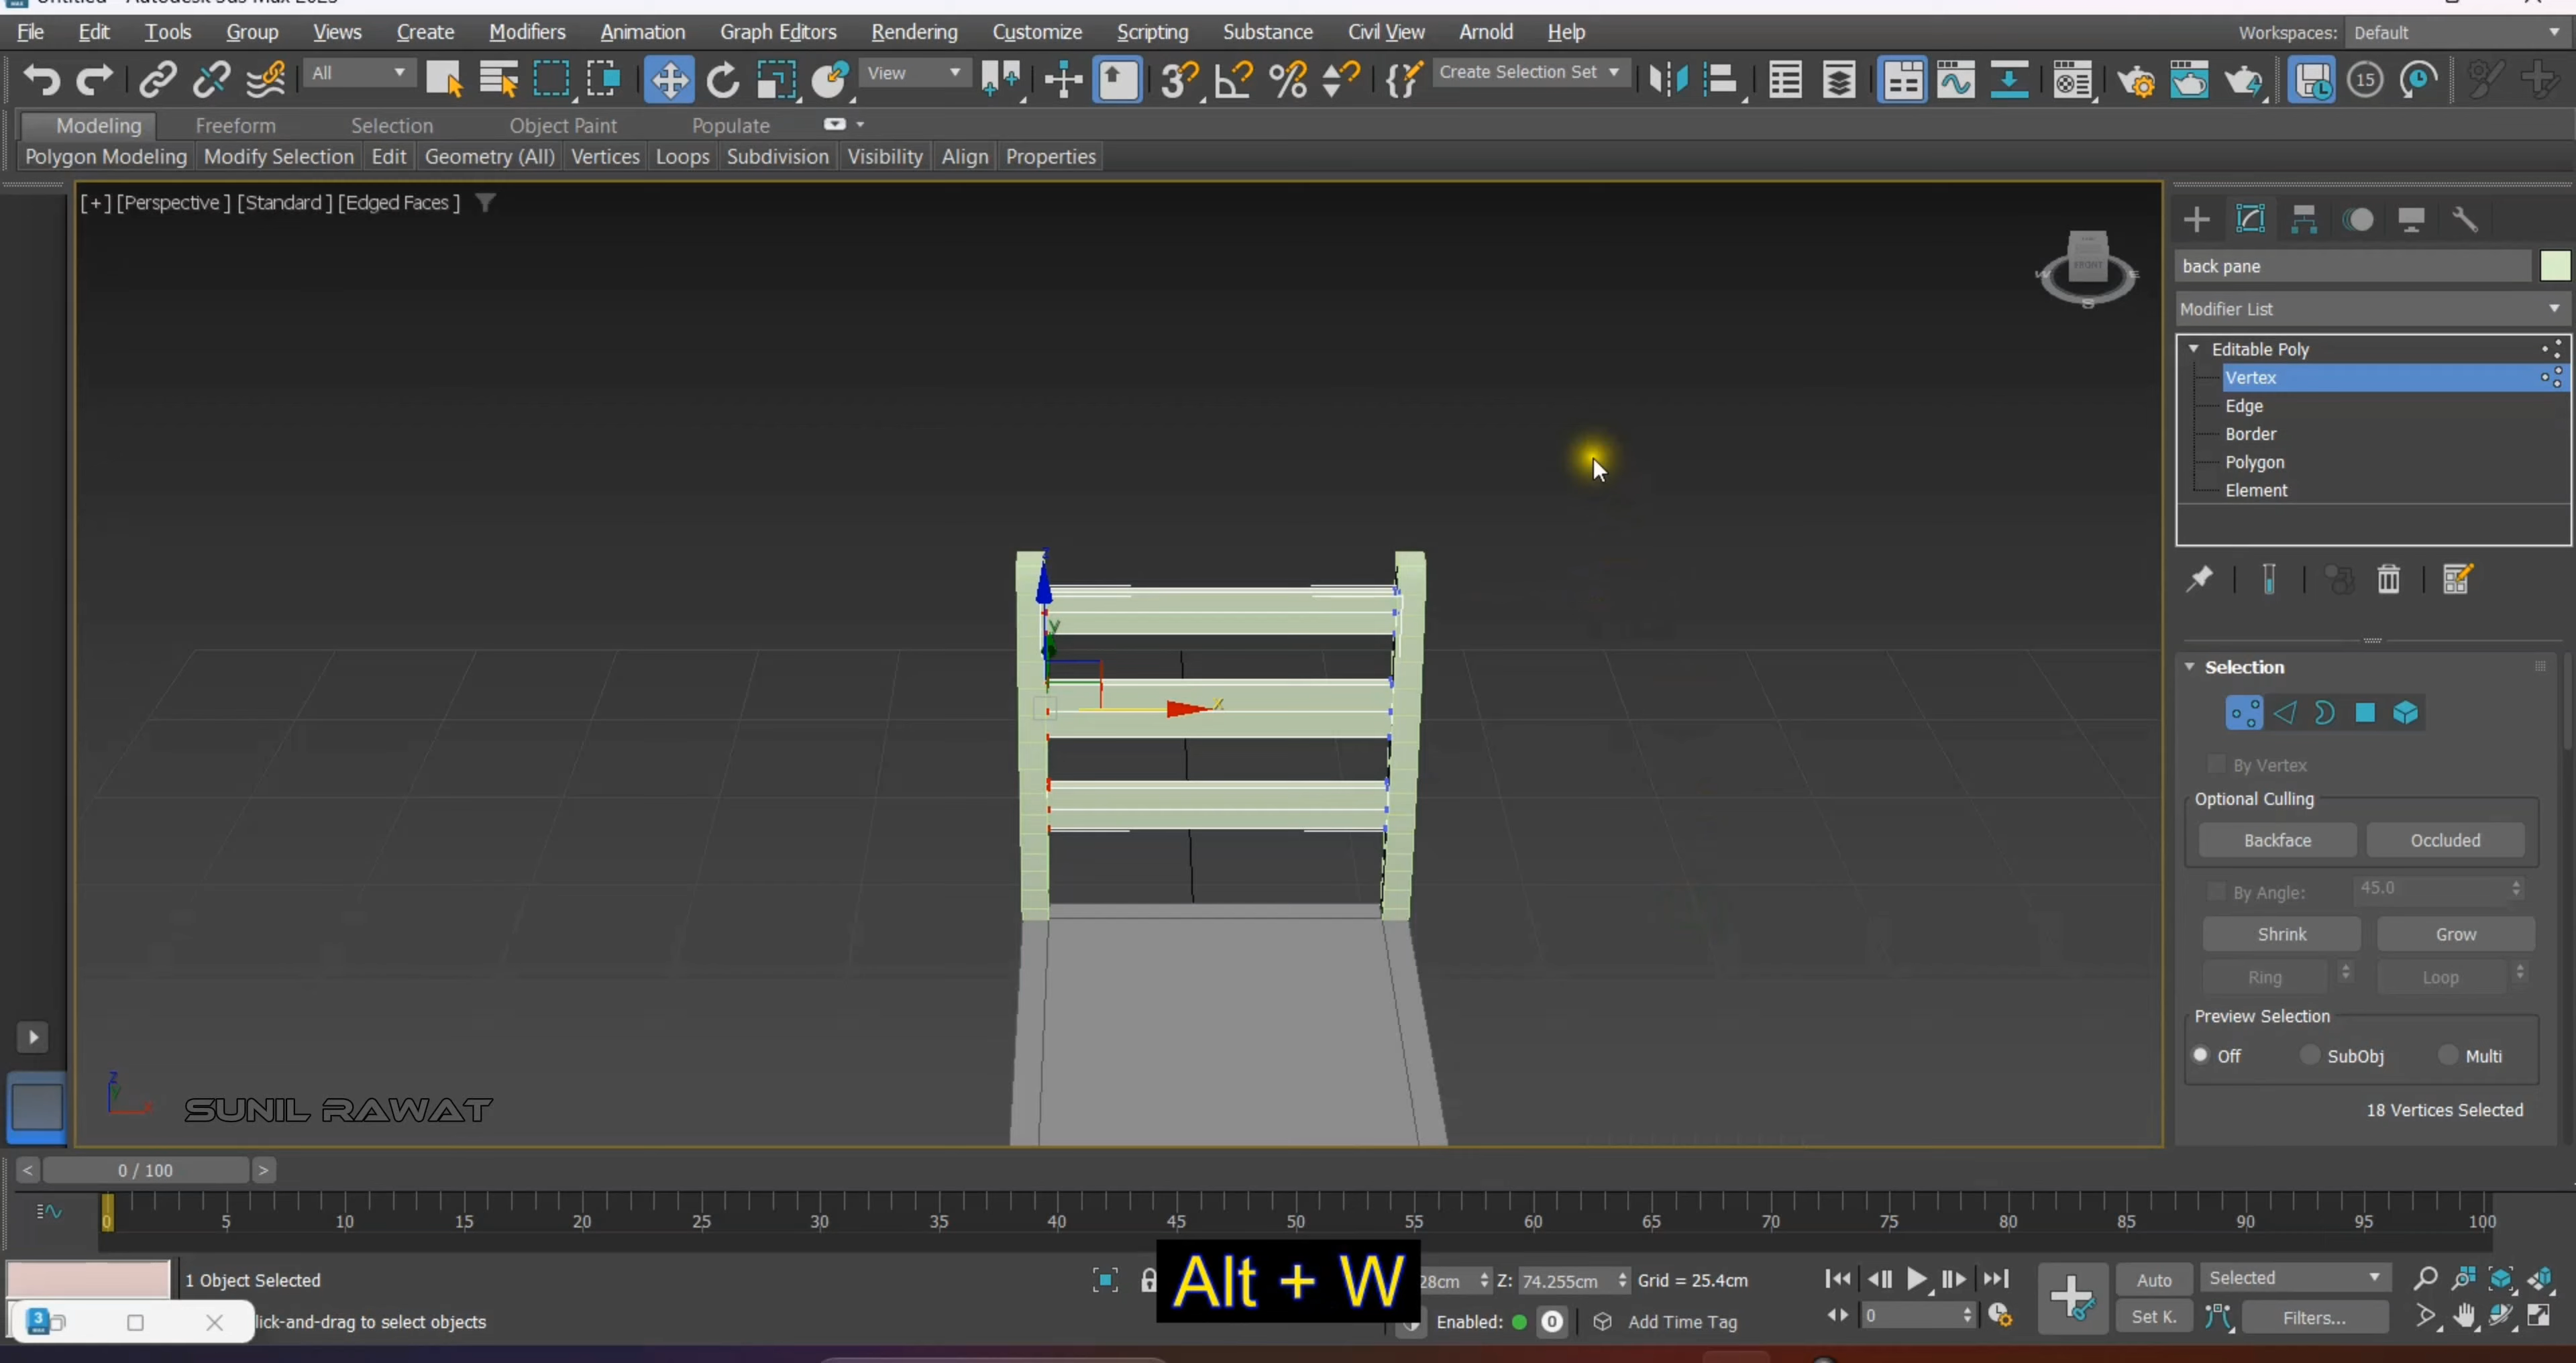 Untitled - Autodesk 3ds Max 2023
File Edit Tools Group Views Create Modifiers Animation Graph Editors Rendering Customize Scripting Substance Civil View Arnold Help Workspaces: Default
All View Create Selection Set 15
Modeling Freeform Selection Object Paint Populate
Polygon Modeling Modify Selection Edit Geometry (All) Vertices Loops Subdivision Visibility Align Properties
[+] [Perspective ] [Standard ] [Edged Faces ]
FRONT
W E
S
back pane
Modifier List
Editable Poly
Vertex
Edge
Border
Polygon
Element
z
y
x
Selection
By Vertex
Optional Culling
Backface Occluded
By Angle: 45.0
Shrink Grow
Ring Loop
Preview Selection
Off SubObj Multi
18 Vertices Selected
SUNIL RAWAT
< 0 / 100 >
0 5 10 15 20 25 30 35 40 45 50 55 60 65 70 75 80 85 90 95 100
1 Object Selected
Alt + W
28cm Z: 74.255cm Grid = 25.4cm
Auto Selected
lick-and-drag to select objects
Enabled: 0 Add Time Tag
0
Set K. Filters...